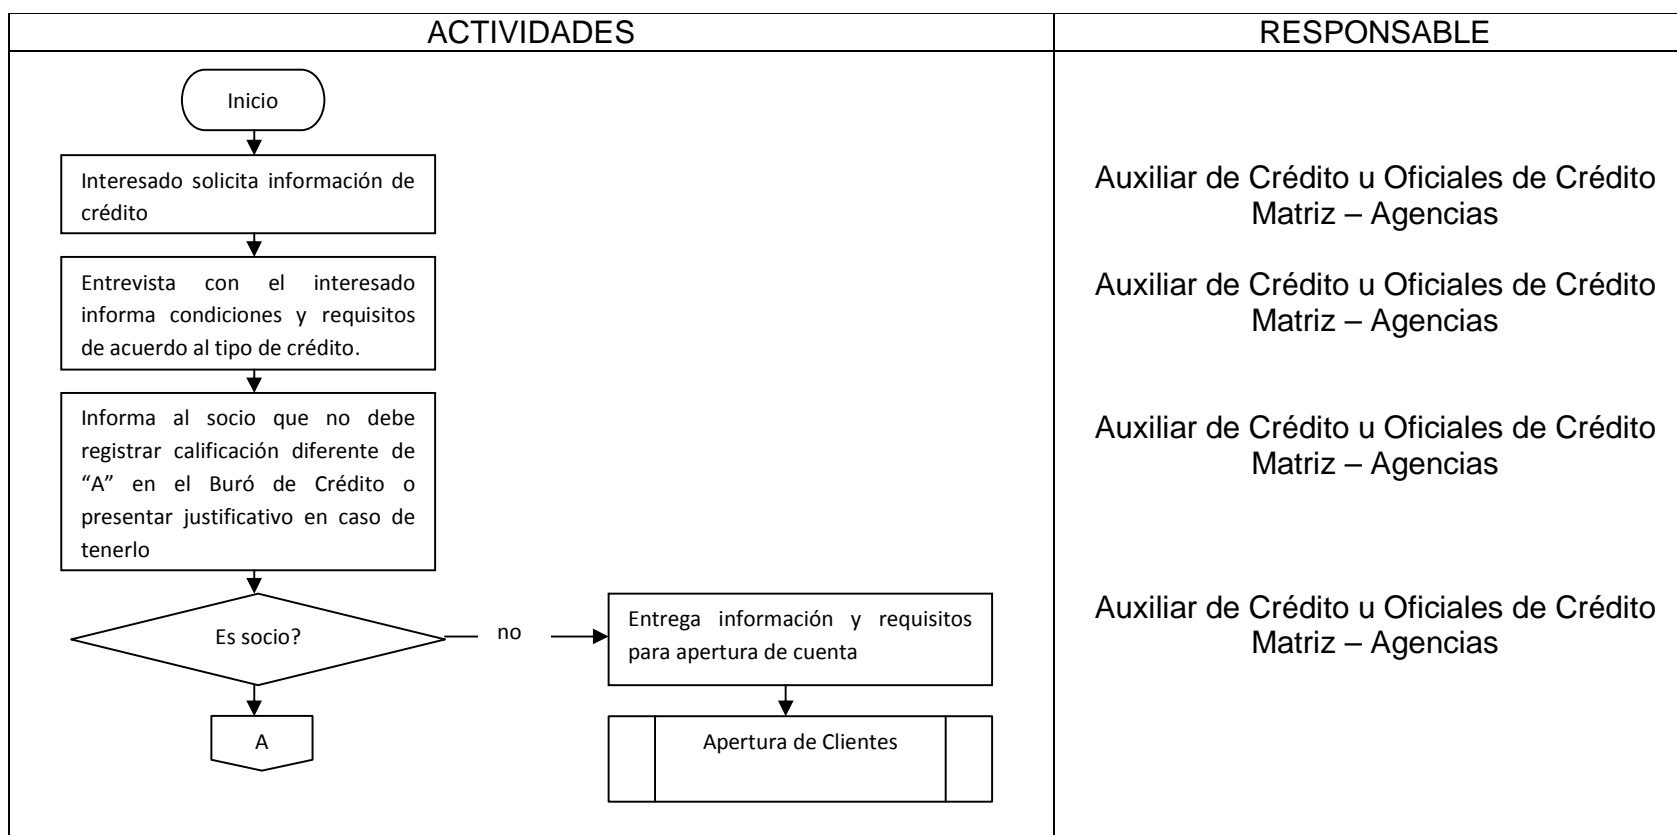 ACTIVIDADES
RESPONSABLE
Inicio
Interesado solicita información de
crédito
Auxiliar de Crédito u Oficiales de Crédito
Matriz – Agencias
Entrevista con el interesado
informa condiciones y requisitos
de acuerdo al tipo de crédito.
Auxiliar de Crédito u Oficiales de Crédito
Matriz – Agencias
Informa al socio que no debe
registrar calificación diferente de
“A” en el Buró de Crédito o
presentar justificativo en caso de
tenerlo
Auxiliar de Crédito u Oficiales de Crédito
Matriz – Agencias
Es socio?
no
Entrega información y requisitos
para apertura de cuenta
Auxiliar de Crédito u Oficiales de Crédito
Matriz – Agencias
A
Apertura de Clientes